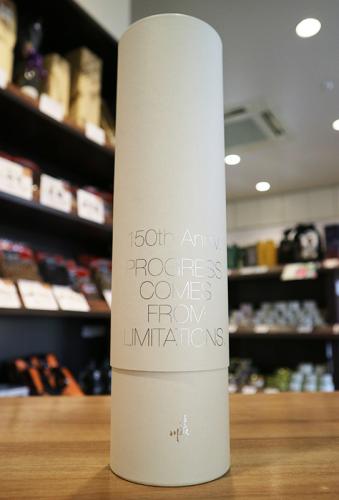 150th Anniv.
PROGRESS
COMES
FROM
LIMITATIONS.